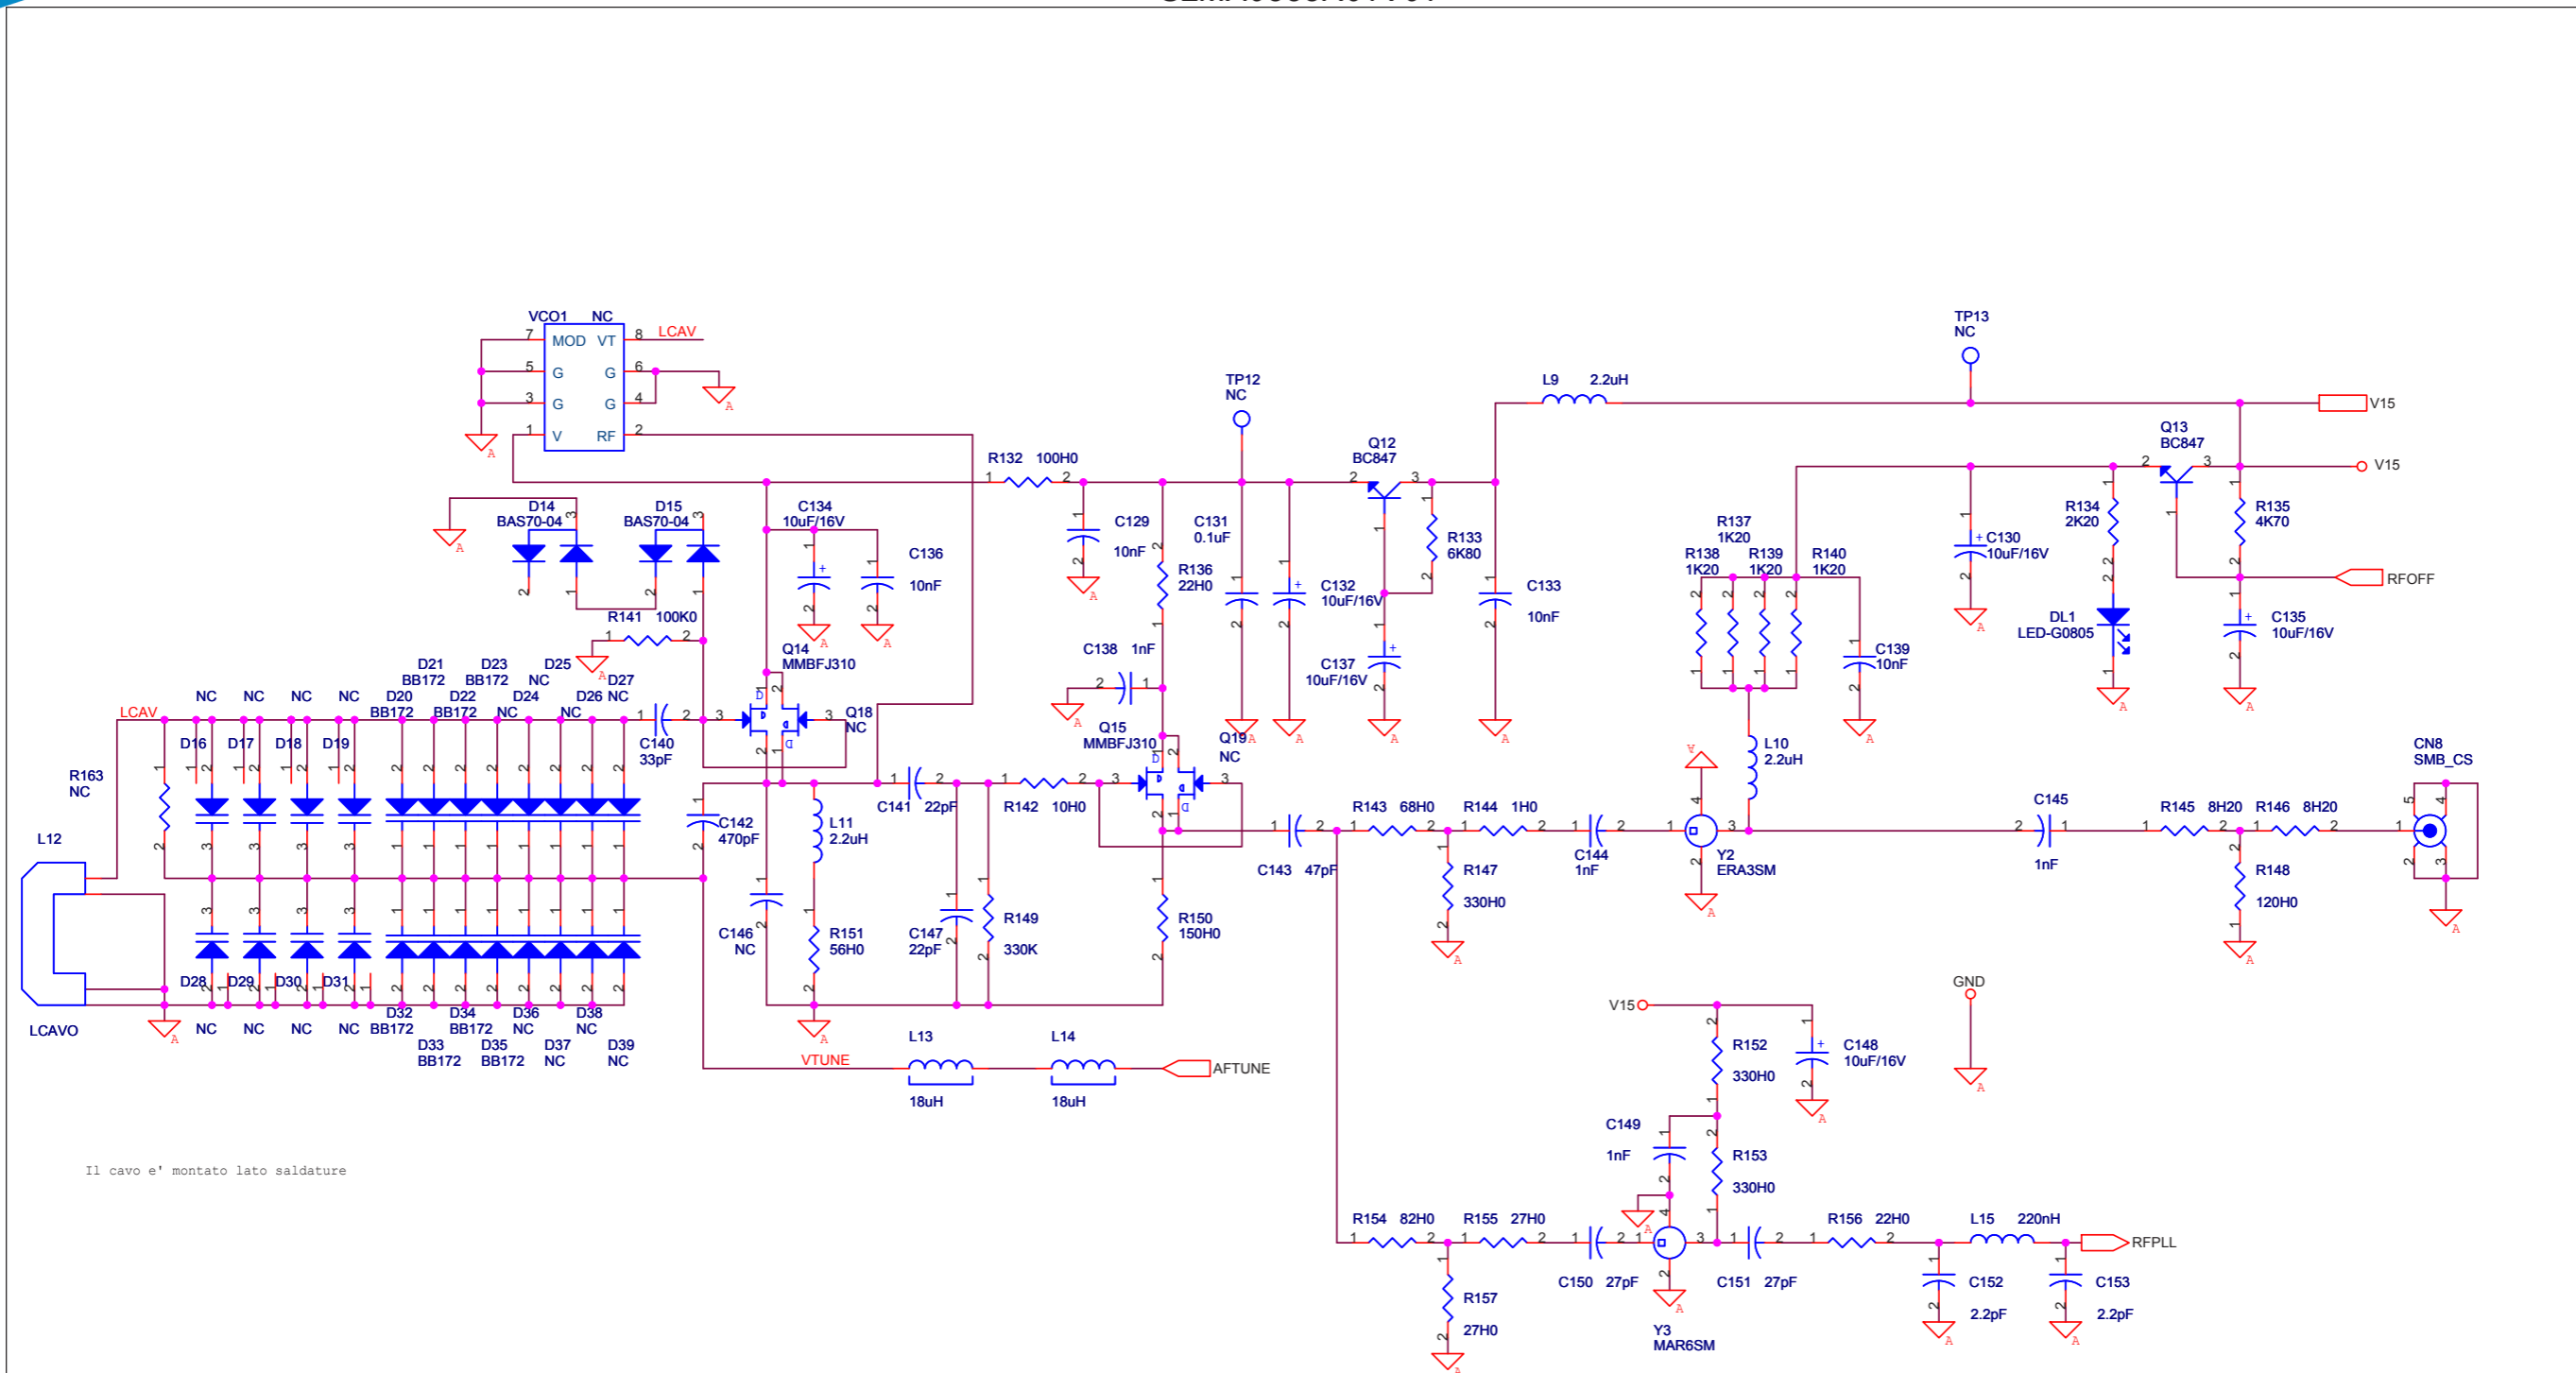 VCO1 NC
7 MOD VT 8 LCAV
5 G G 6
3 G G 4
1 V RF 2
A
A
TP12
NC
TP13
NC
L9 2.2uH
V15
Q12
BC847
Q13
BC847
2 3
V15
R132 100H0
1 2
D14
BAS70-04
D15
BAS70-04
C134
10uF/16V
C129
10nF
C131
0.1uF
R133
6K80
R134
2K20
R135
4K70
C136
10nF
R136
22H0
C132
10uF/16V
C133
10nF
R137
1K20
R138
1K20
R139
1K20
R140
1K20
C130
10uF/16V
RFOFF
R141 100K0
DL1
LED-G0805
C135
10uF/16V
Q14
MMBFJ310
C138 1nF
C137
10uF/16V
C139
10nF
D21
BB172
D23
BB172
D25
NC
D27
NC
NC NC NC NC
D20
BB172
D22
BB172
D24
NC
D26
NC
LCAV
Q18
NC
D16 D17 D18 D19
C140
33pF
Q15
MMBFJ310
Q19
NC
L10
2.2uH
CN8
SMB_CS
R163
NC
C141 22pF
R142 10H0
C142
470pF
L11
2.2uH
R143 68H0
R144 1H0
C145
1nF
R145 8H20
R146 8H20
L12
C143 47pF
C144
1nF
Y2
ERA3SM
R147
330H0
R148
120H0
C146
NC
R151
56H0
C147
22pF
R149
330K
R150
150H0
D28 D29 D30 D31
LCAVO
NC NC NC NC
D32
BB172
D34
BB172
D36
NC
D38
NC
D33
BB172
D35
BB172
D37
NC
D39
NC
GND
V15
VTUNE
L13
18uH
L14
18uH
AFTUNE
R152
330H0
C148
10uF/16V
C149
1nF
R153
330H0
Il cavo e' montato lato saldature
R154 82H0
R155 27H0
R156 22H0
L15 220nH
RFPLL
C150 27pF
C151 27pF
C152
2.2pF
C153
2.2pF
R157
27H0
Y3
MAR6SM